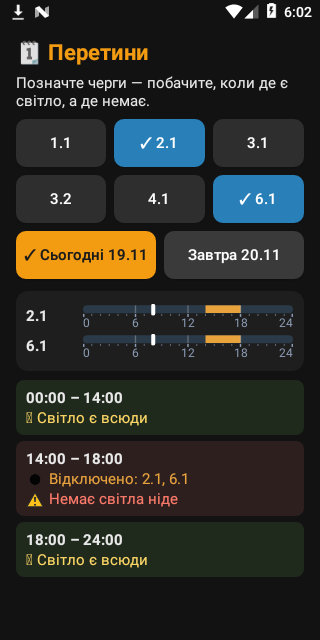 6:02
Перетини
Позначте черги — побачите, коли де є
світло, а де немає.
1.1 ✓ 2.1 3.1
3.2 4.1 ✓ 6.1
✓ Сьогодні 19.11 Завтра 20.11
2.1
0 6 12 18 24
6.1
0 6 12 18 24
00:00 – 14:00
Світло є всюди
14:00 – 18:00
Відключено: 2.1, 6.1
Немає світла ніде
18:00 – 24:00
Світло є всюди